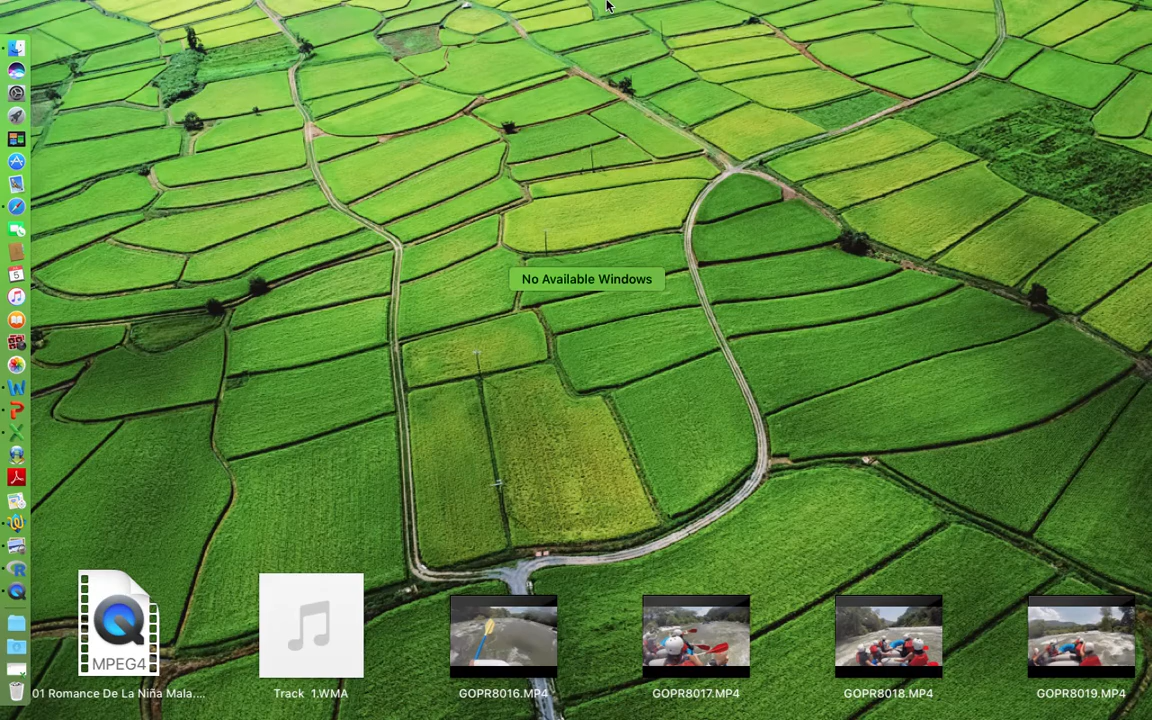 5
No Available Windows
MPEG4
01 Romance De La Niña Mala....
Track 1.WMA
GOPR8016.MP4
GOPR8017.MP4
GOPR8018.MP4
GOPR8019.MP4